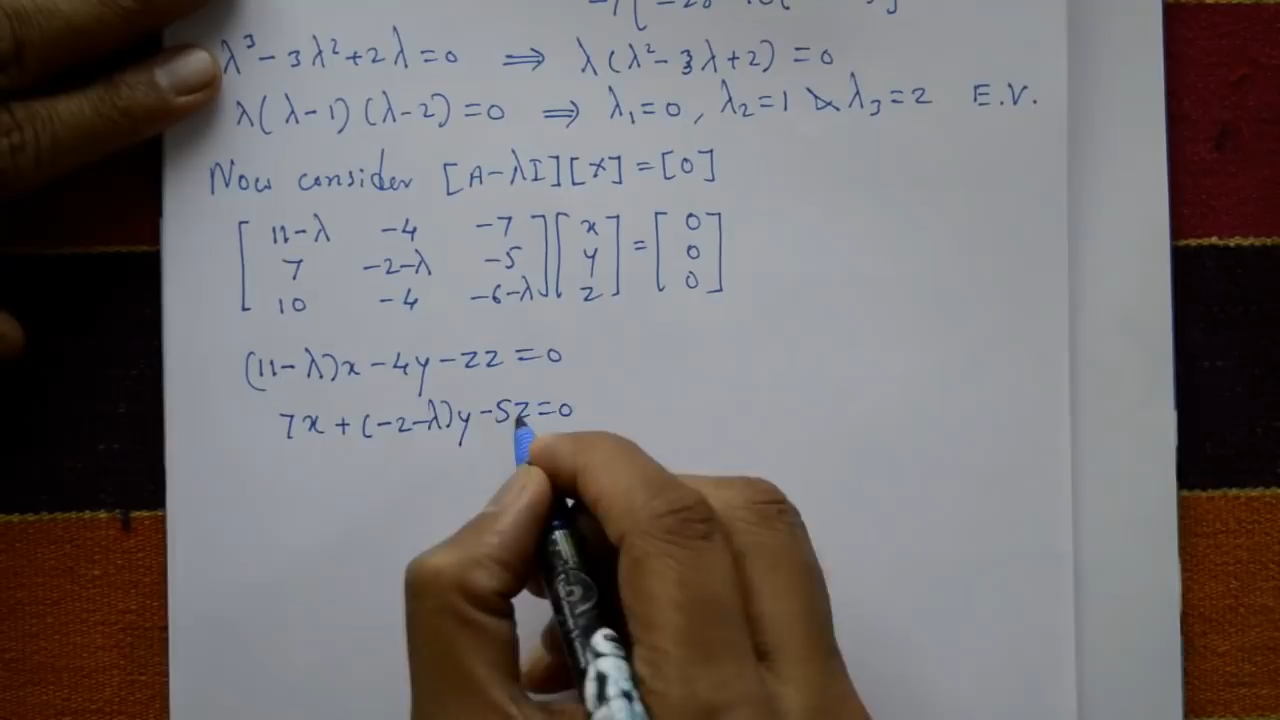 λ³ - 3λ² + 2λ = 0 ⟹ λ(λ² - 3λ + 2) = 0
λ(λ-1)(λ-2) = 0 ⟹ λ₁=0, λ₂=1 & λ₃=2 E.V.
Now consider [A-λI][X] = [0]
[11-λ -4 -7] [x] = [0]
[7 -2-λ -5] [y] [0]
[10 -4 -6-λ] [z] [0]
(11-λ)x - 4y - 7z = 0
7x + (-2-λ)y - 5z = 0